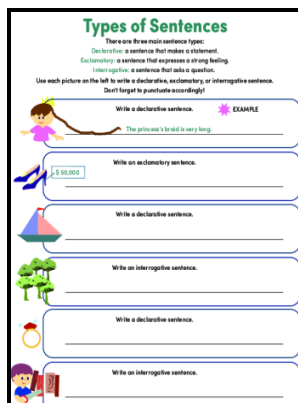 Types of Sentences
There are three main sentence types:
Declarative: a sentence that makes a statement.
Exclamatory: a sentence that expresses a strong feeling.
Interrogative: a sentence that asks a question.
Use each picture on the left to write a declarative, exclamatory, or interrogative sentence.
Don't forget to punctuate accordingly!
Write a declarative sentence. EXAMPLE
The princess's braid is very long.
Write an exclamatory sentence.
$ 50,000
Write a declarative sentence.
Write an interrogative sentence.
Write a declarative sentence.
Write an interrogative sentence.